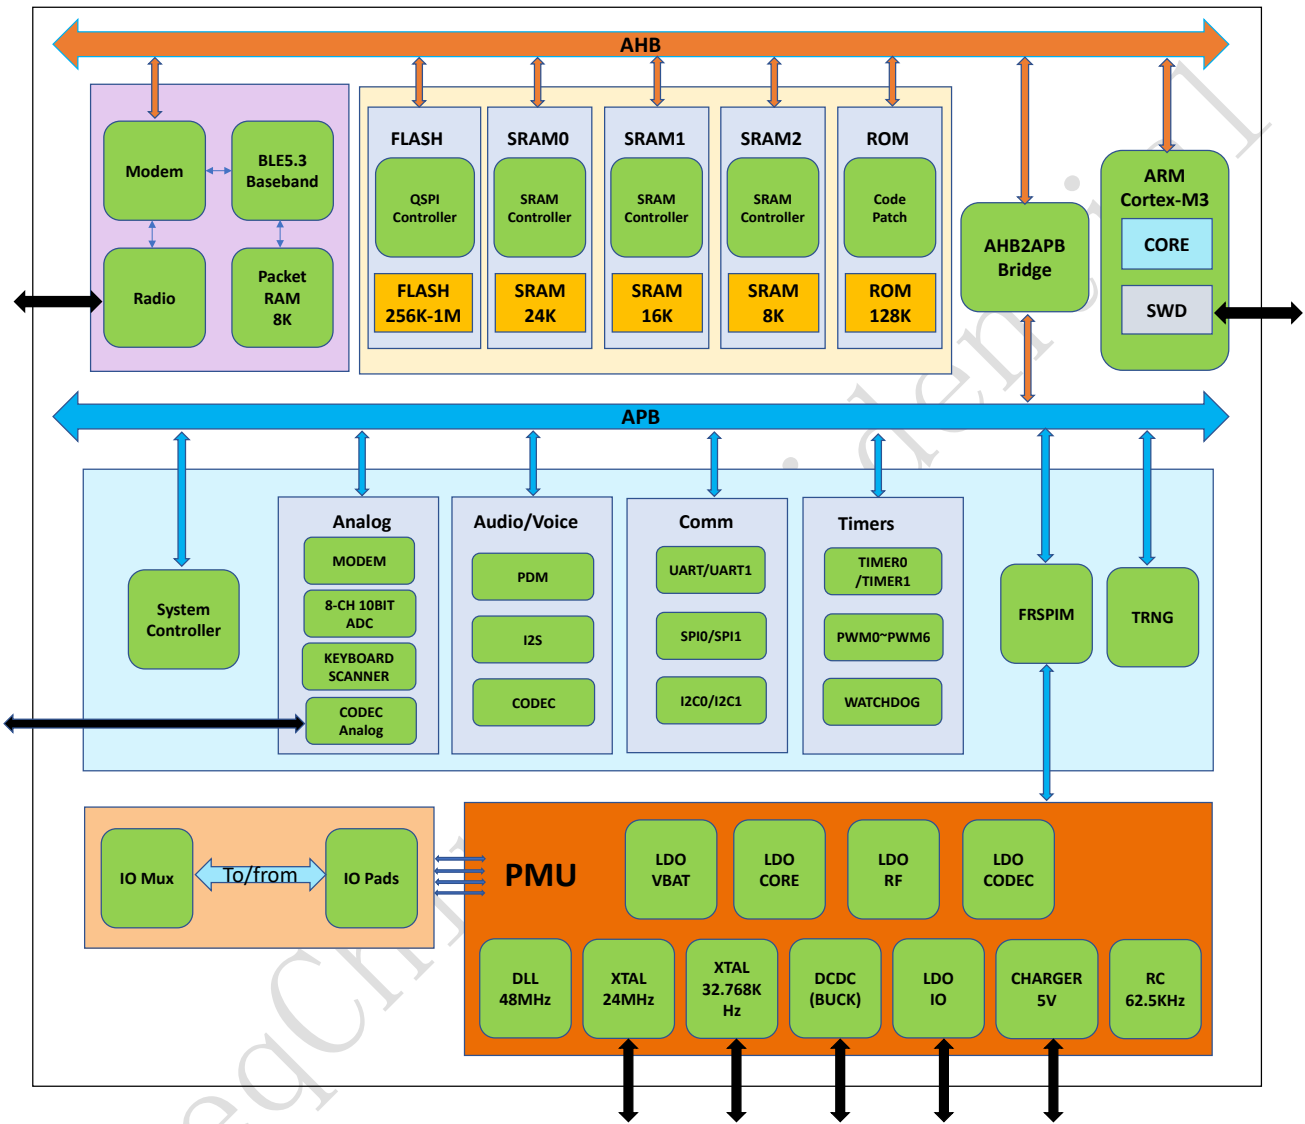 AHB
Modem
BLE5.3
Baseband
Radio
Packet
RAM
8K
FLASH
QSPI
Controller
FLASH
256K-1M
SRAM0
SRAM
Controller
SRAM
24K
SRAM1
SRAM
Controller
SRAM
16K
SRAM2
SRAM
Controller
SRAM
8K
ROM
Code
Patch
ROM
128K
AHB2APB
Bridge
ARM
Cortex-M3
CORE
SWD
APB
System
Controller
Analog
MODEM
8-CH 10BIT
ADC
KEYBOARD
SCANNER
CODEC
Analog
Audio/Voice
PDM
I2S
CODEC
Comm
UART/UART1
SPI0/SPI1
I2C0/I2C1
Timers
TIMER0
/TIMER1
PWM0~PWM6
WATCHDOG
FRSPIM
TRNG
IO Mux
To/from
IO Pads
PMU
LDO
VBAT
LDO
CORE
LDO
RF
LDO
CODEC
DLL
48MHz
XTAL
24MHz
XTAL
32.768K
Hz
DCDC
(BUCK)
LDO
IO
CHARGER
5V
RC
62.5KHz